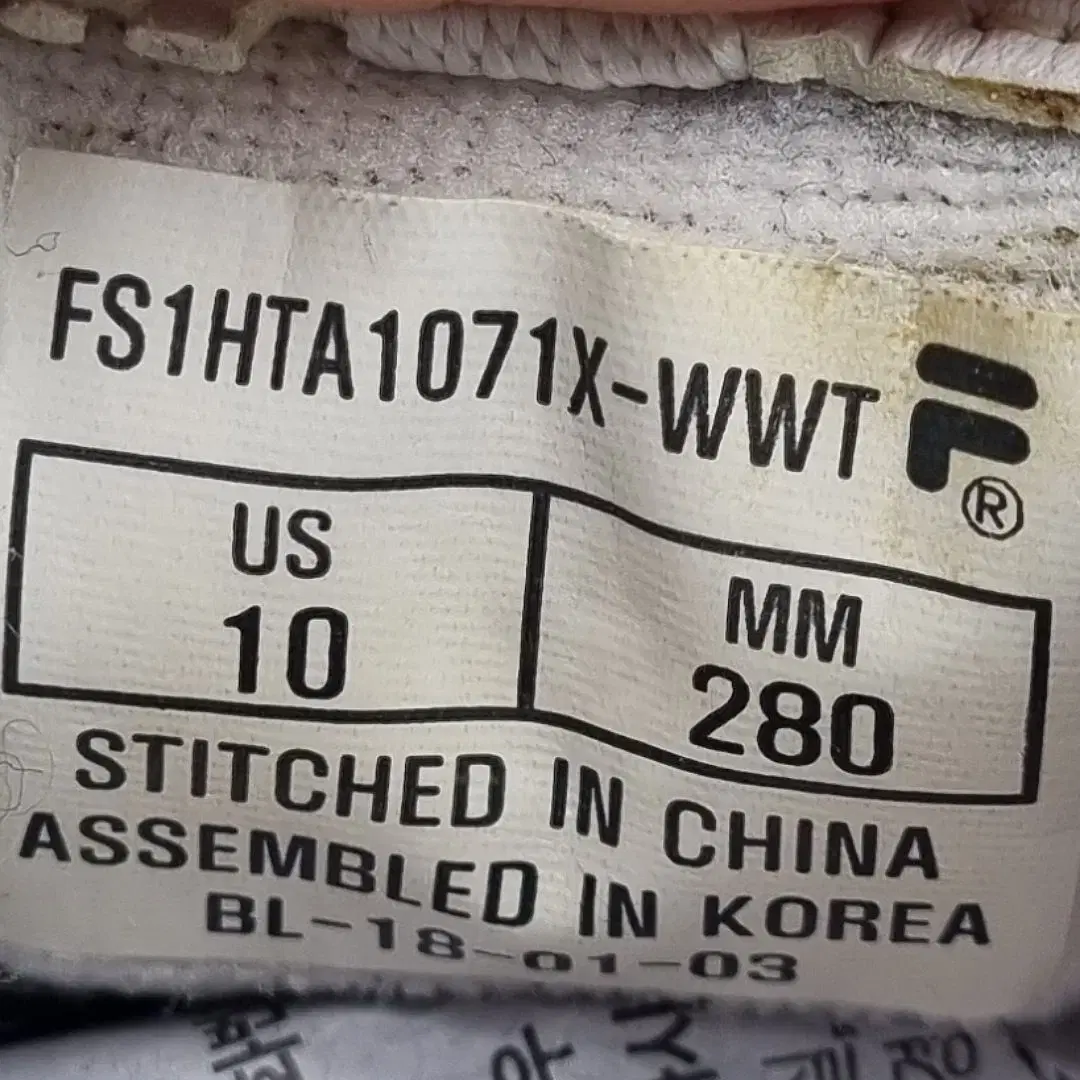 FS1HTA1071X-WWT
®
US
10
MM
280
STITCHED IN CHINA
ASSEMBLED IN KOREA
BL-18-01-03